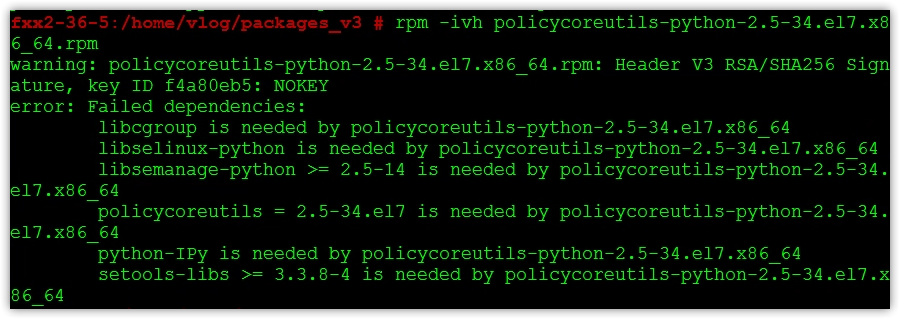 fxx2-36-5:/home/vlog/packages_v3 # rpm -ivh policycoreutils-python-2.5-34.el7.x8
6_64.rpm
warning: policycoreutils-python-2.5-34.el7.x86_64.rpm: Header V3 RSA/SHA256 Sign
ature, key ID f4a80eb5: NOKEY
error: Failed dependencies:
libcgroup is needed by policycoreutils-python-2.5-34.el7.x86_64
libselinux-python is needed by policycoreutils-python-2.5-34.el7.x86_64
libsemanage-python >= 2.5-14 is needed by policycoreutils-python-2.5-34.
el7.x86_64
policycoreutils = 2.5-34.el7 is needed by policycoreutils-python-2.5-34.
el7.x86_64
python-IPy is needed by policycoreutils-python-2.5-34.el7.x86_64
setools-libs >= 3.3.8-4 is needed by policycoreutils-python-2.5-34.el7.x
86_64